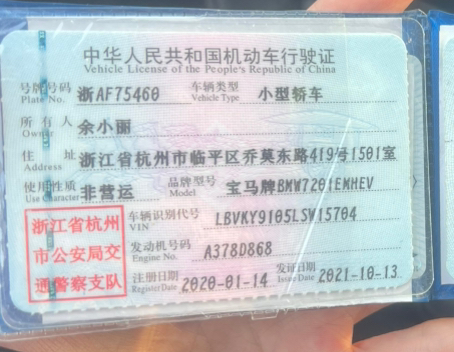 中华人民共和国机动车行驶证
Vehicle License of the People's Republic of China
号牌号码 浙AF75460 车辆类型 小型轿车
Plate No. Vehicle Type
所有人 余小丽
Owner
住址 浙江省杭州市临平区乔莫东路419号1501室
Address
使用性质 非营运 品牌型号 宝马牌BMW7201EMHEV
Use Character Model
浙江省杭州
市公安局交
通警察支队
车辆识别代号 LBVKY9105LSW15704
VIN
发动机号码 A378D868
Engine No.
注册日期 2020-01-14 发证日期 2021-10-13
Register Date Issue Date